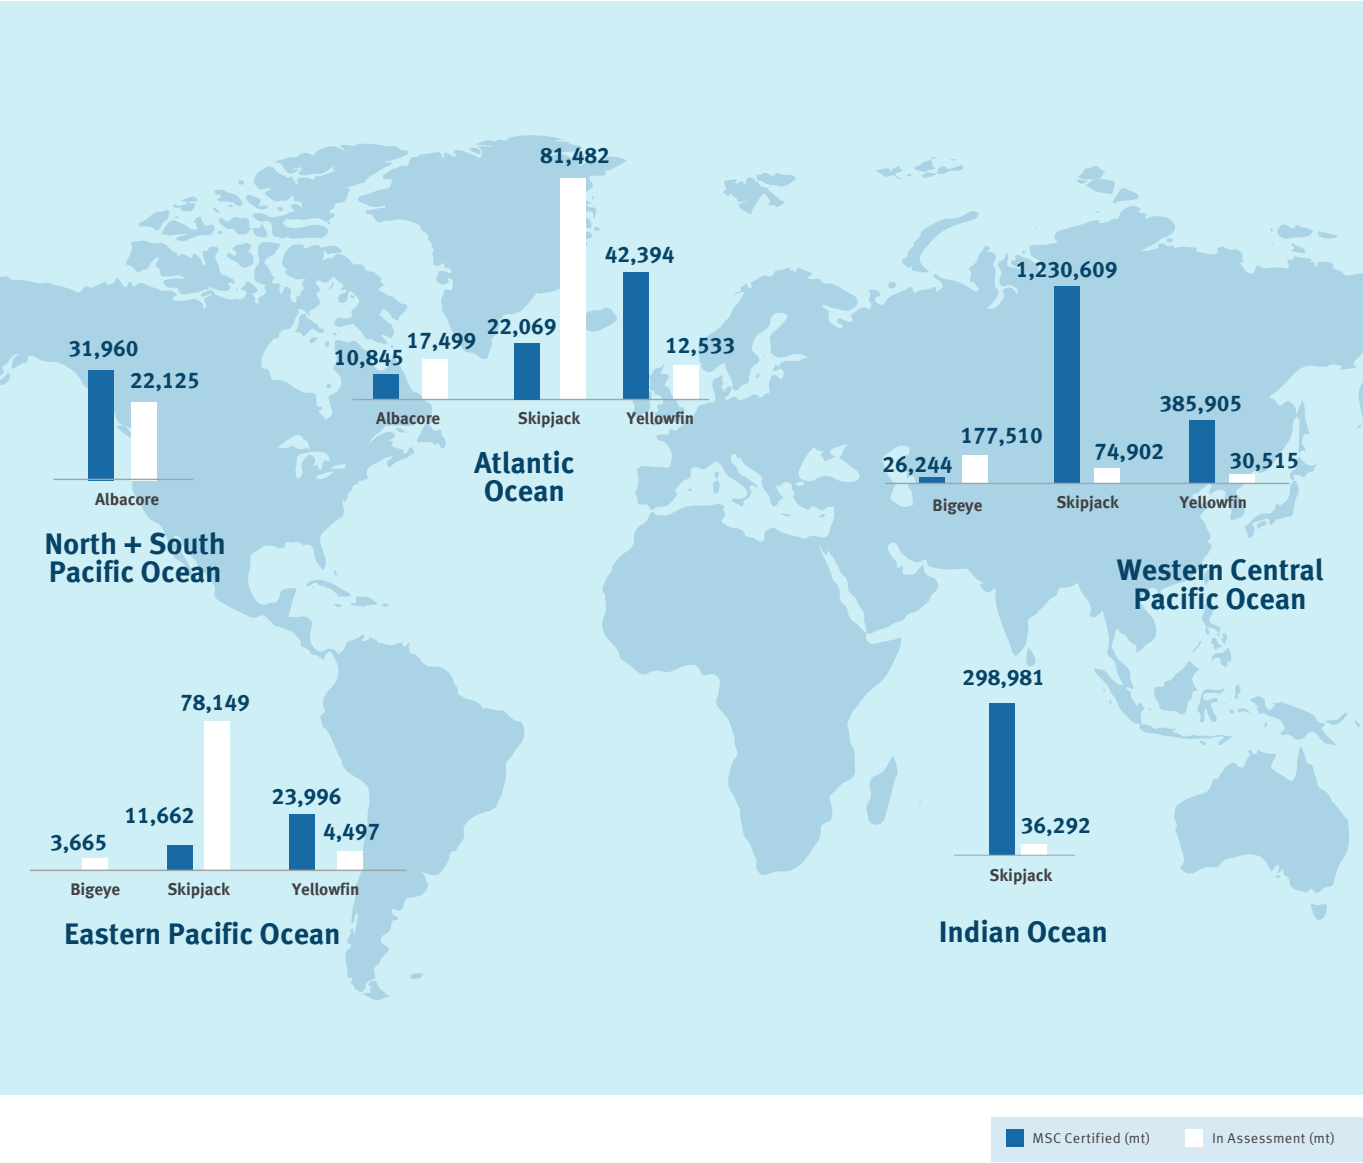 81,482
42,394
22,069
17,499
10,845
12,533
Albacore
Skipjack
Yellowfin
Atlantic
Ocean
31,960
22,125
Albacore
North + South
Pacific Ocean
1,230,609
385,905
177,510
74,902
26,244
30,515
Bigeye
Skipjack
Yellowfin
Western Central
Pacific Ocean
78,149
23,996
11,662
4,497
3,665
Bigeye
Skipjack
Yellowfin
Eastern Pacific Ocean
298,981
36,292
Skipjack
Indian Ocean
MSC Certified (mt)
In Assessment (mt)